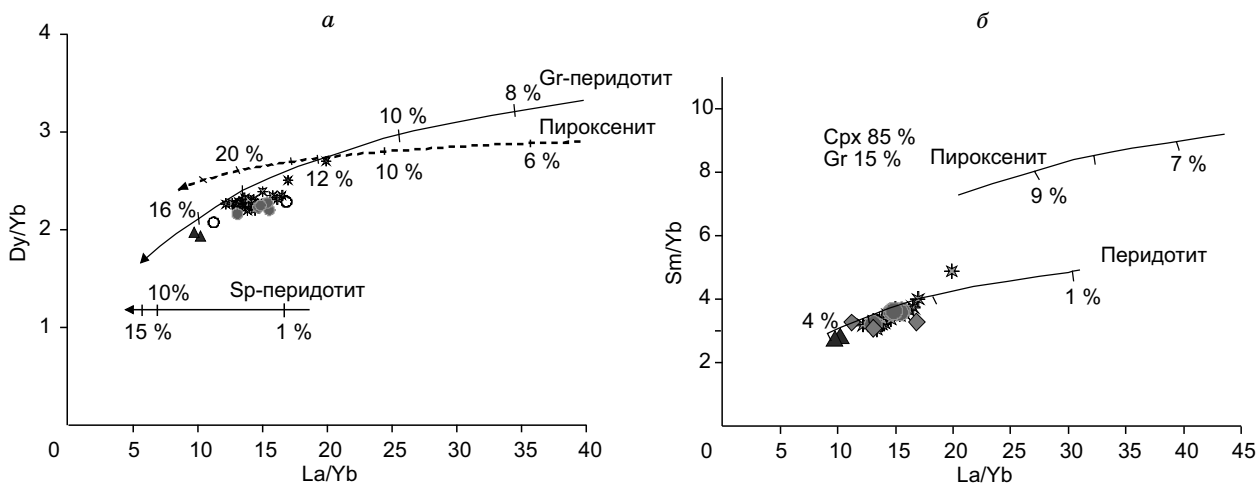 а
4
3
2
1
Dy/Yb
0 5 10 15 20 25 30 35 40
La/Yb
Gr-перидотит
8 %
10 %
Пироксенит
20 %
12 %
10 %
6 %
16 %
Sp-перидотит
10%
15 %
1 %
б
10
8
6
4
2
Sm/Yb
0 5 10 15 20 25 30 35 40 45
La/Yb
Cpx 85 %
Gr 15 %
Пироксенит
7 %
9 %
Перидотит
1 %
4 %